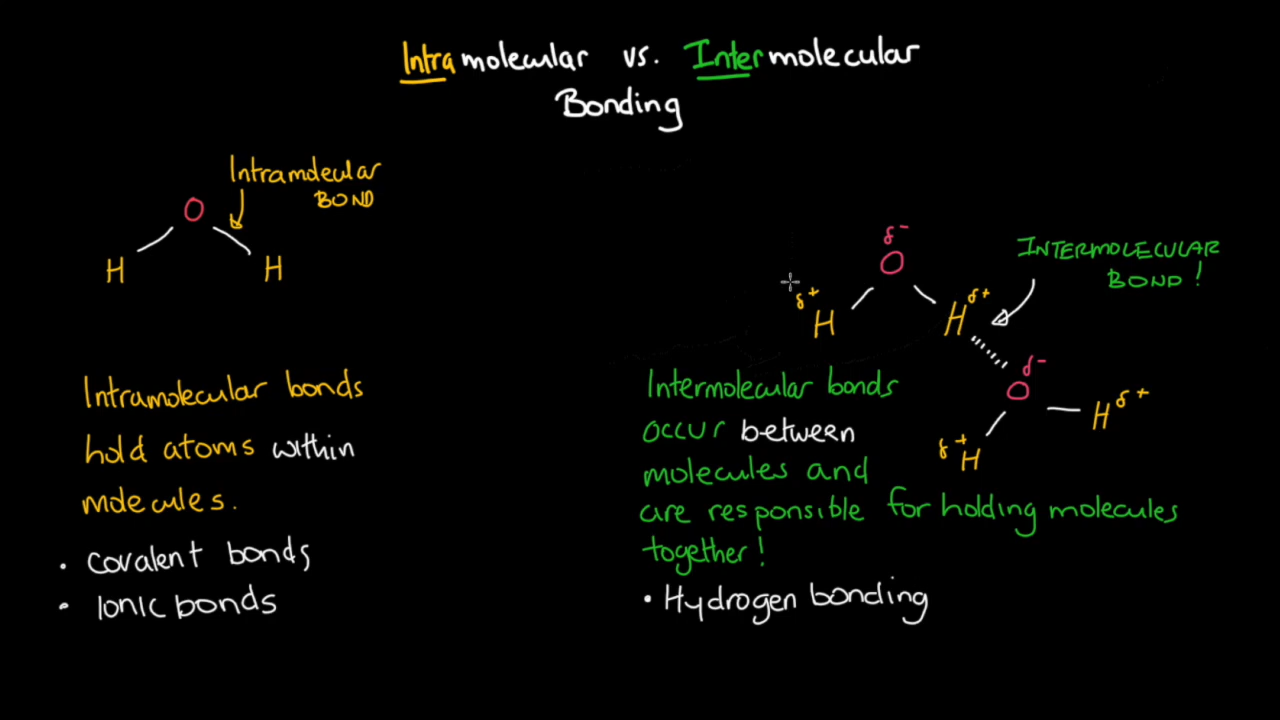 Intramolecular vs. Intermolecular
Bonding
Intramolecular
BOND
O
H
H
δ-
O
δ+
H
H δ+
INTERMOLECULAR
BOND!
δ-
O
H δ+
δ+
H
Intramolecular bonds
hold atoms within
molecules.
• covalent bonds
• Ionic bonds
Intermolecular bonds
occur between
molecules and
are responsible for holding molecules
together!
• Hydrogen bonding